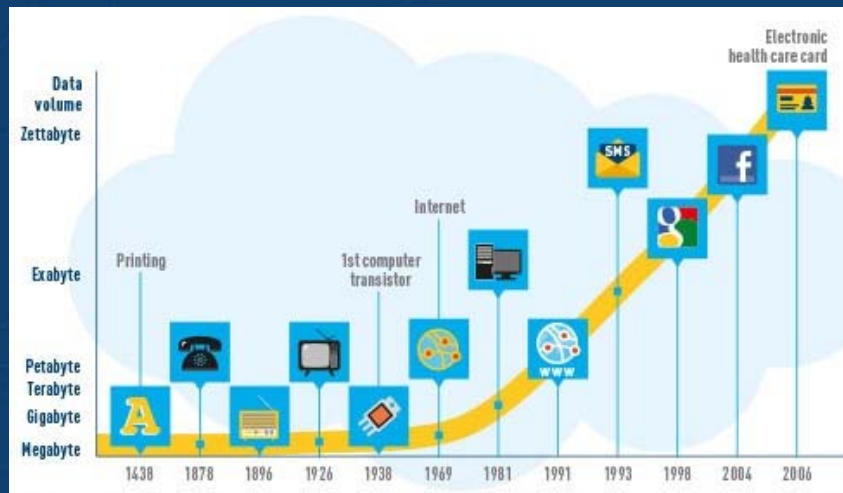 Electronic
health care card
Data
volume
Zettabyte
SMS
f
g
Internet
Printing
1st computer
transistor
Exabyte
Petabyte
Terabyte
Gigabyte
Megabyte
A
www
1438 1878 1896 1926 1938 1969 1981 1991 1993 1998 2004 2006